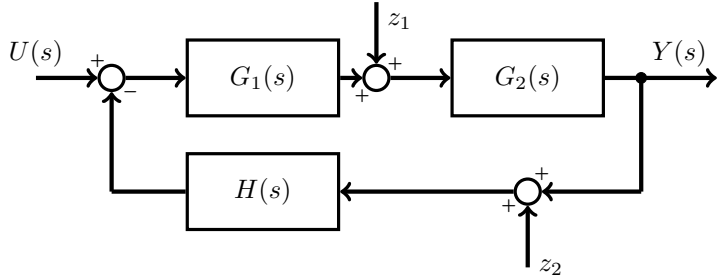 z₁
U(s)
+
−
G₁(s)
+
+
G₂(s)
Y(s)
H(s)
+
+
z₂